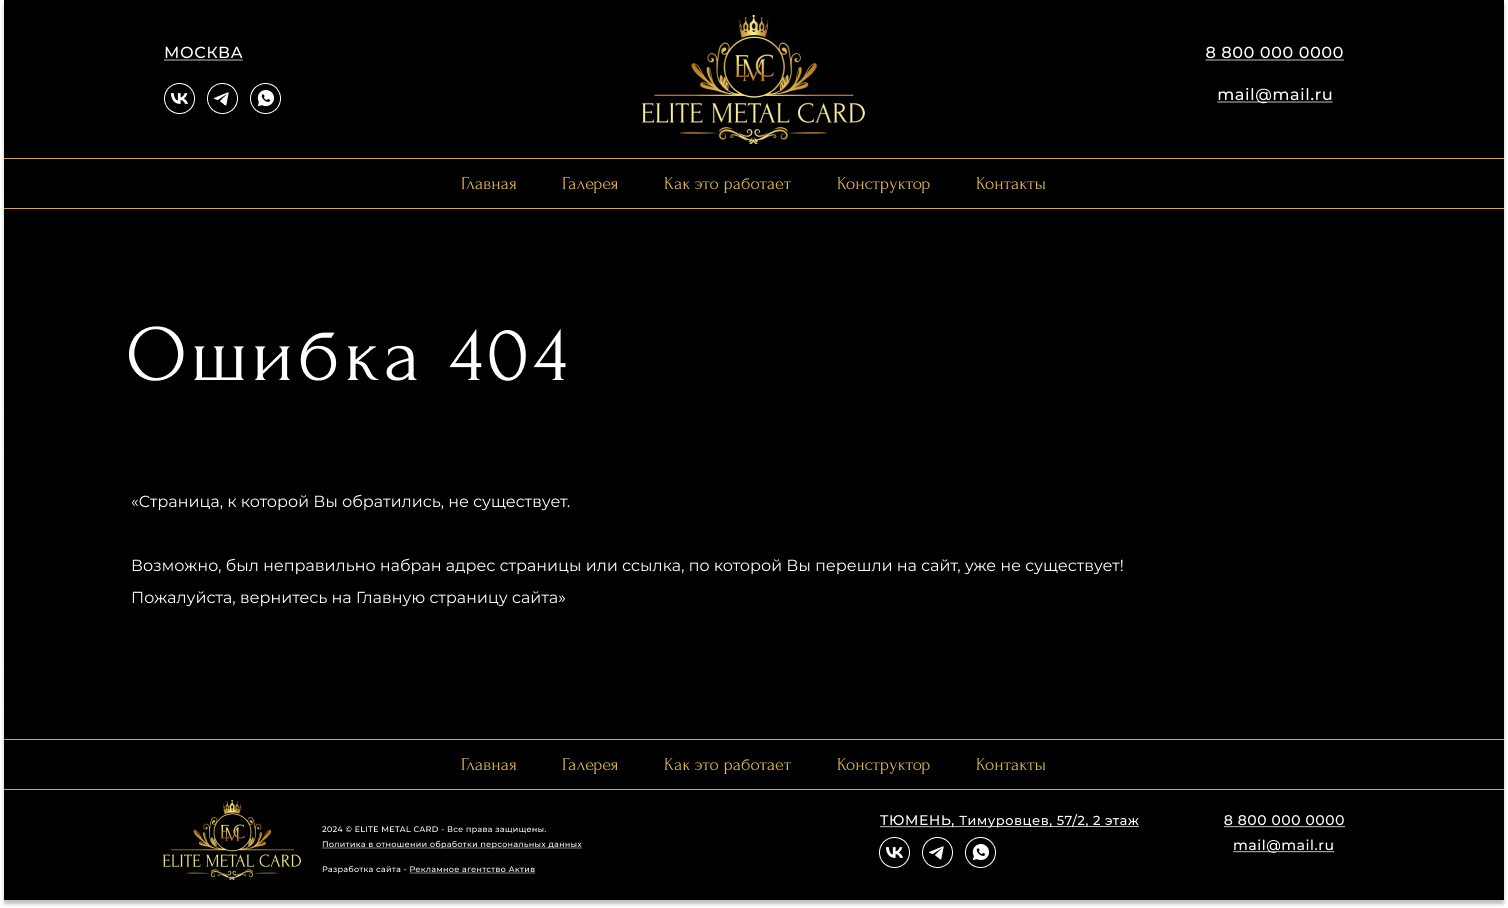 МОСКВА
EMC
ELITE METAL CARD
8 800 000 0000
mail@mail.ru
Главная Галерея Как это работает Конструктор Контакты
Ошибка 404
«Страница, к которой Вы обратились, не существует.
Возможно, был неправильно набран адрес страницы или ссылка, по которой Вы перешли на сайт, уже не существует!
Пожалуйста, вернитесь на Главную страницу сайта»
Главная Галерея Как это работает Конструктор Контакты
EMC
ELITE METAL CARD
2024 © ELITE METAL CARD - Все права защищены.
Политика в отношении обработки персональных данных
Разработка сайта - Рекламное агентство Актив
ТЮМЕНЬ, Тимуровцев, 57/2, 2 этаж
8 800 000 0000
mail@mail.ru